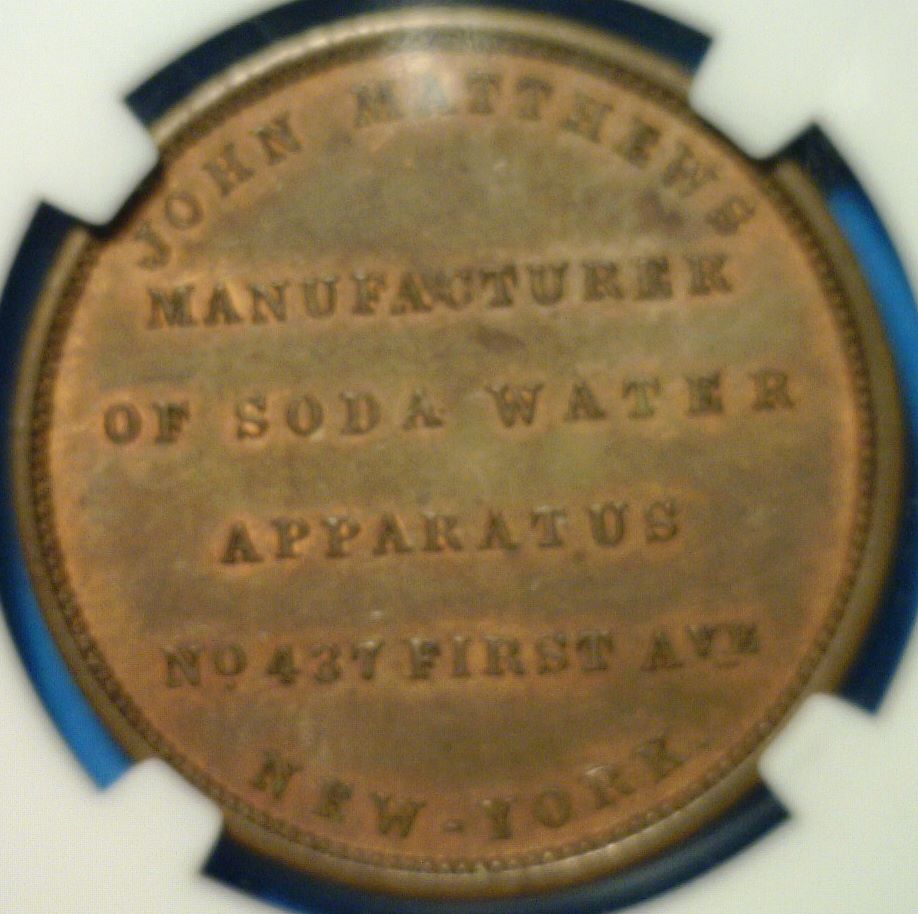 JOHN MATTHEWS
MANUFACTURER
OF SODA WATER
APPARATUS
NO 437 FIRST AVE
NEW-YORK